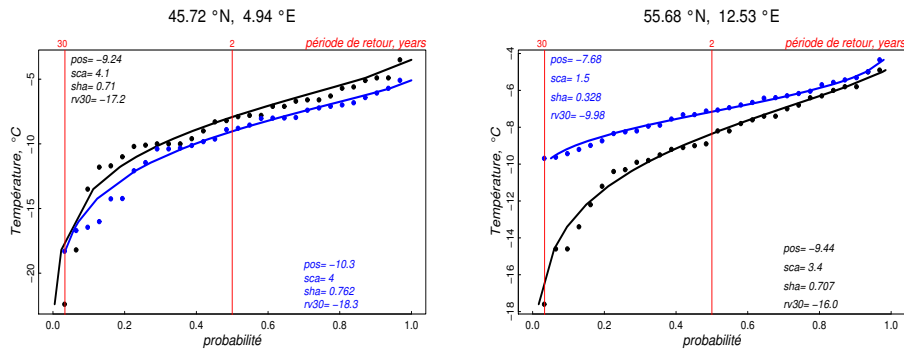 45.72 °N, 4.94 °E
30
2
période de retour, years
pos= −9.24
sca= 4.1
sha= 0.71
rv30= −17.2
−5
−10
−15
−20
Température, °C
pos= −10.3
sca= 4
sha= 0.762
rv30= −18.3
0.0
0.2
0.4
0.6
0.8
1.0
probabilité
55.68 °N, 12.53 °E
30
2
période de retour, years
pos= −7.68
sca= 1.5
sha= 0.328
rv30= −9.98
−4
−6
−8
−10
−12
−14
−16
−18
Température, °C
pos= −9.44
sca= 3.4
sha= 0.707
rv30= −16.0
0.0
0.2
0.4
0.6
0.8
1.0
probabilité